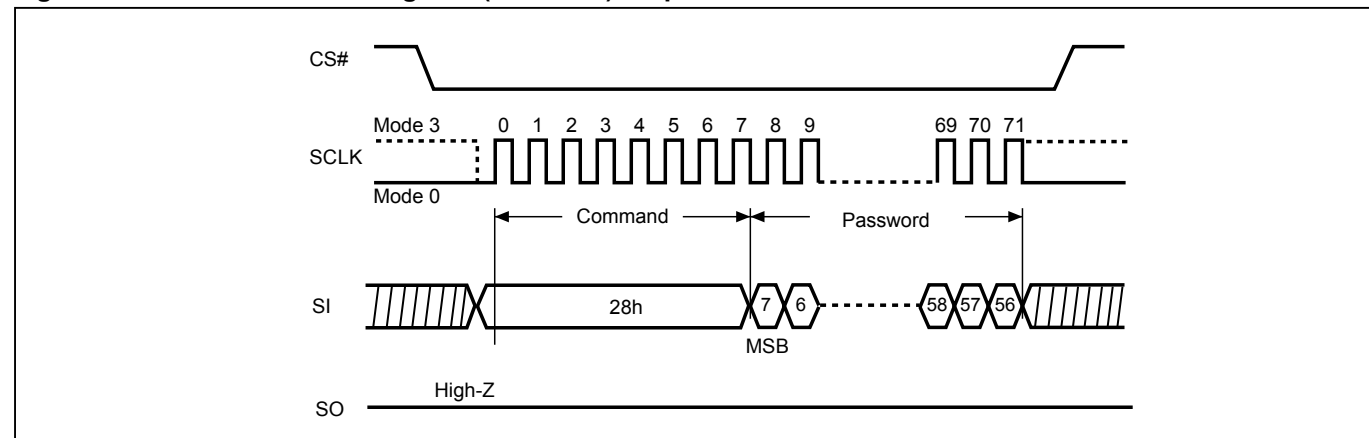 CS#
Mode 3
0 1 2 3 4 5 6 7 8 9 69 70 71
SCLK
Mode 0
Command
Password
SI
28h
7 6 58 57 56
MSB
High-Z
SO